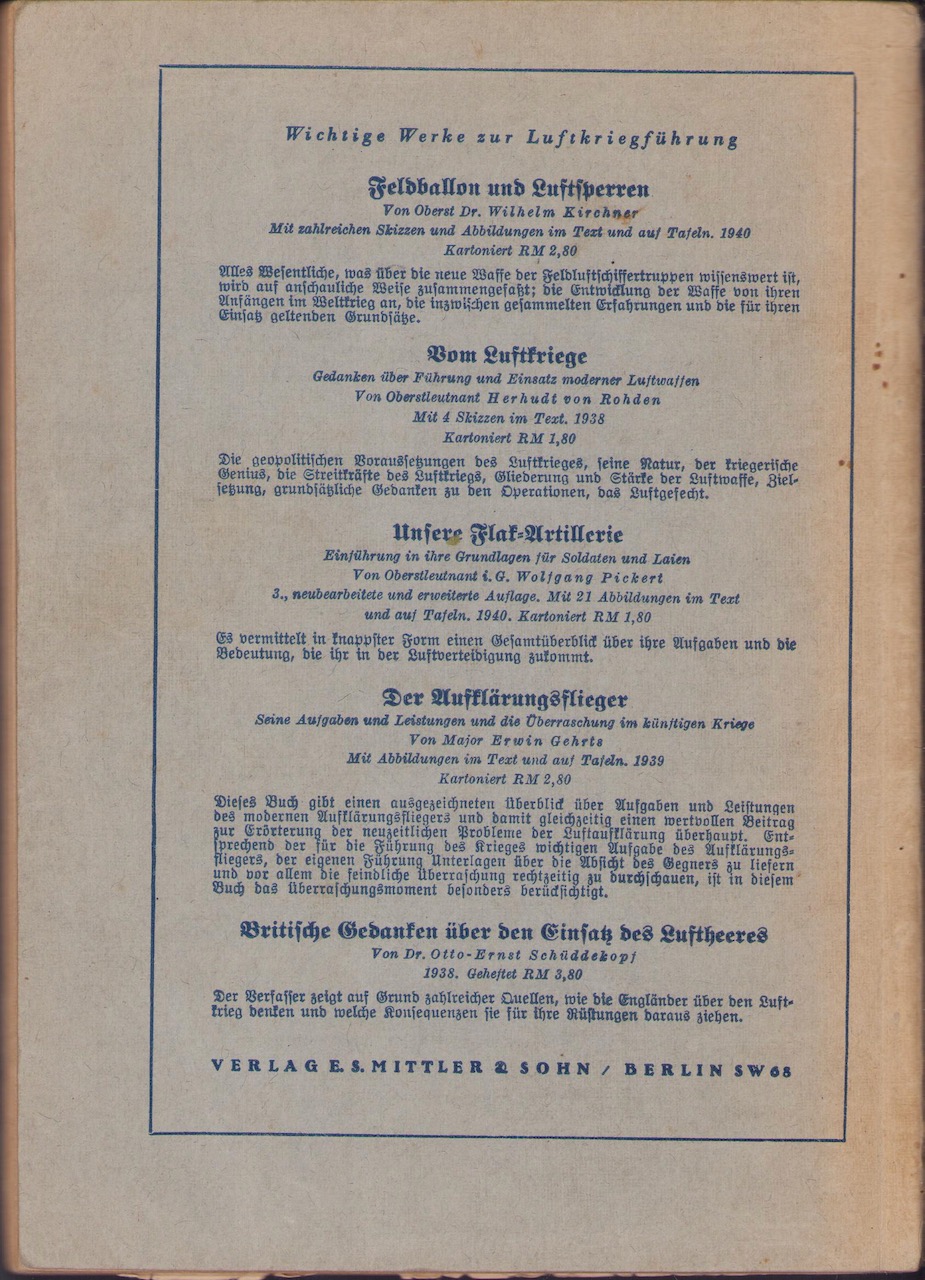 Wichtige Werke zur Luftkriegführung
Feldballon und Luftsperren
Von Oberst Dr. Wilhelm Kirchner
Mit zahlreichen Skizzen und Abbildungen im Text und auf Tafeln. 1940
Kartoniert RM 2,80
Alles Wesentliche, was über die neue Waffe der Feldluftschiffertruppen wissenswert ist,
wird auf anschauliche Weise zusammengefaßt; die Entwicklung der Waffe von ihren
Anfängen im Weltkrieg an, die inzwischen gesammelten Erfahrungen und die für ihren
Einsatz geltenden Grundsätze.
Vom Luftkriege
Gedanken über Führung und Einsatz moderner Luftwaffen
Von Oberstleutnant Herhudt von Rohden
Mit 4 Skizzen im Text. 1938
Kartoniert RM 1,80
Die geopolitischen Voraussetzungen des Luftkrieges, seine Natur, der kriegerische
Genius, die Streitkräfte des Luftkriegs, Gliederung und Stärke der Luftwaffe, Ziel-
setzung, grundsätzliche Gedanken zu den Operationen, das Luftgefecht.
Unsere Flak-Artillerie
Einführung in ihre Grundlagen für Soldaten und Laien
Von Oberstleutnant i. G. Wolfgang Pickert
3., neubearbeitete und erweiterte Auflage. Mit 21 Abbildungen im Text
und auf Tafeln. 1940. Kartoniert RM 1,80
Es vermittelt in knappster Form einen Gesamtüberblick über ihre Aufgaben und die
Bedeutung, die ihr in der Luftverteidigung zukommt.
Der Aufklärungsflieger
Seine Aufgaben und Leistungen und die Überraschung im künftigen Kriege
Von Major Erwin Gehrts
Mit Abbildungen im Text und auf Tafeln. 1939
Kartoniert RM 2,80
Dieses Buch gibt einen ausgezeichneten Überblick über Aufgaben und Leistungen
des modernen Aufklärungsfliegers und damit gleichzeitig einen wertvollen Beitrag
zur Erörterung der neuzeitlichen Probleme der Luftaufklärung überhaupt. Ent-
sprechend der für die Führung des Krieges wichtigen Aufgabe des Aufklärungs-
fliegers, der eigenen Führung Unterlagen über die Absicht des Gegners zu liefern
und vor allem die feindliche Überraschung rechtzeitig zu durchschauen, ist in diesem
Buch das Überraschungsmoment besonders berücksichtigt.
Britische Gedanken über den Einsatz des Luftheeres
Von Dr. Otto-Ernst Schüddekopf
1938. Geheftet RM 3,80
Der Verfasser zeigt auf Grund zahlreicher Quellen, wie die Engländer über den Luft-
krieg denken und welche Konsequenzen sie für ihre Rüstungen daraus ziehen.
VERLAG E. S. MITTLER & SOHN / BERLIN SW 68